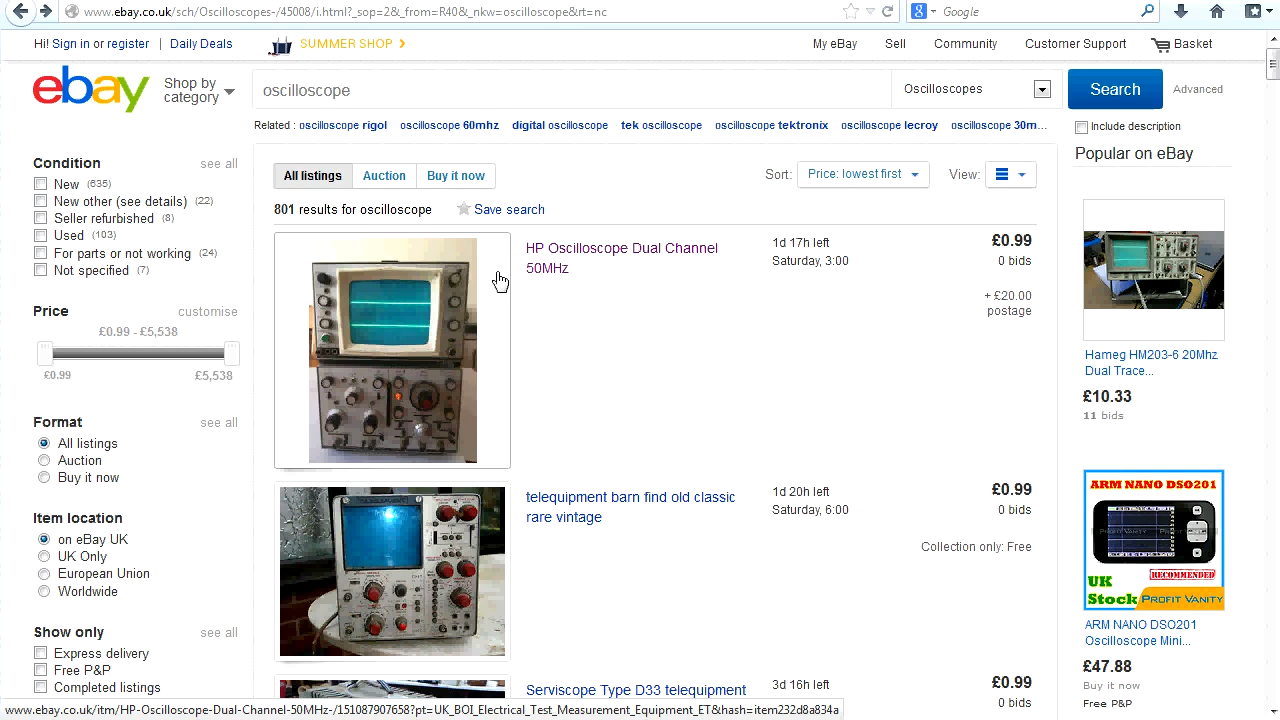 www.ebay.co.uk/sch/Oscilloscopes-/45008/i.html?_sop=2&_from=R40&_nkw=oscilloscope&rt=nc
Google
Hi! Sign in or register | Daily Deals
SUMMER SHOP
My eBay Sell Community Customer Support Basket
ebay
Shop by category
oscilloscope
Oscilloscopes
Search
Advanced
Related : oscilloscope rigol oscilloscope 60mhz digital oscilloscope tek oscilloscope oscilloscope tektronix oscilloscope lecroy oscilloscope 30m...
Include description
Condition see all
New (635)
New other (see details) (22)
Seller refurbished (8)
Used (103)
For parts or not working (24)
Not specified (7)
Price customise
£0.99 - £5,538
£0.99 £5,538
Format see all
All listings
Auction
Buy it now
Item location
on eBay UK
UK Only
European Union
Worldwide
Show only see all
Express delivery
Free P&P
Completed listings
All listings Auction Buy it now
Sort: Price: lowest first View:
801 results for oscilloscope Save search
HP Oscilloscope Dual Channel
50MHz
1d 17h left
Saturday, 3:00
£0.99
0 bids
+ £20.00
postage
telequipment barn find old classic
rare vintage
1d 20h left
Saturday, 6:00
£0.99
0 bids
Collection only: Free
Serviscope Type D33 telequipment
3d 16h left
£0.99
0 bids
Popular on eBay
Hameg HM203-6 20Mhz
Dual Trace...
£10.33
11 bids
ARM NANO DSO201
UK
Stock
RECOMMENDED
PROFIT VANITY
ARM NANO DSO201
Oscilloscope Mini...
£47.88
Buy it now
Free P&P
www.ebay.co.uk/itm/HP-Oscilloscope-Dual-Channel-50MHz-/151087907658?pt=UK_BOI_Electrical_Test_Measurement_Equipment_ET&hash=item232d8a834a